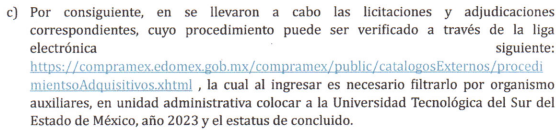 c) Por consiguiente, en se llevaron a cabo las licitaciones y adjudicaciones
correspondientes, cuyo procedimiento puede ser verificado a través de la liga
electrónica siguiente:
https://compramex.edomex.gob.mx/compramex/public/catalogosExternos/procedi
mientsoAdquisitivos.xhtml , la cual al ingresar es necesario filtrarlo por organismo
auxiliares, en unidad administrativa colocar a la Universidad Tecnológica del Sur del
Estado de México, año 2023 y el estatus de concluido.